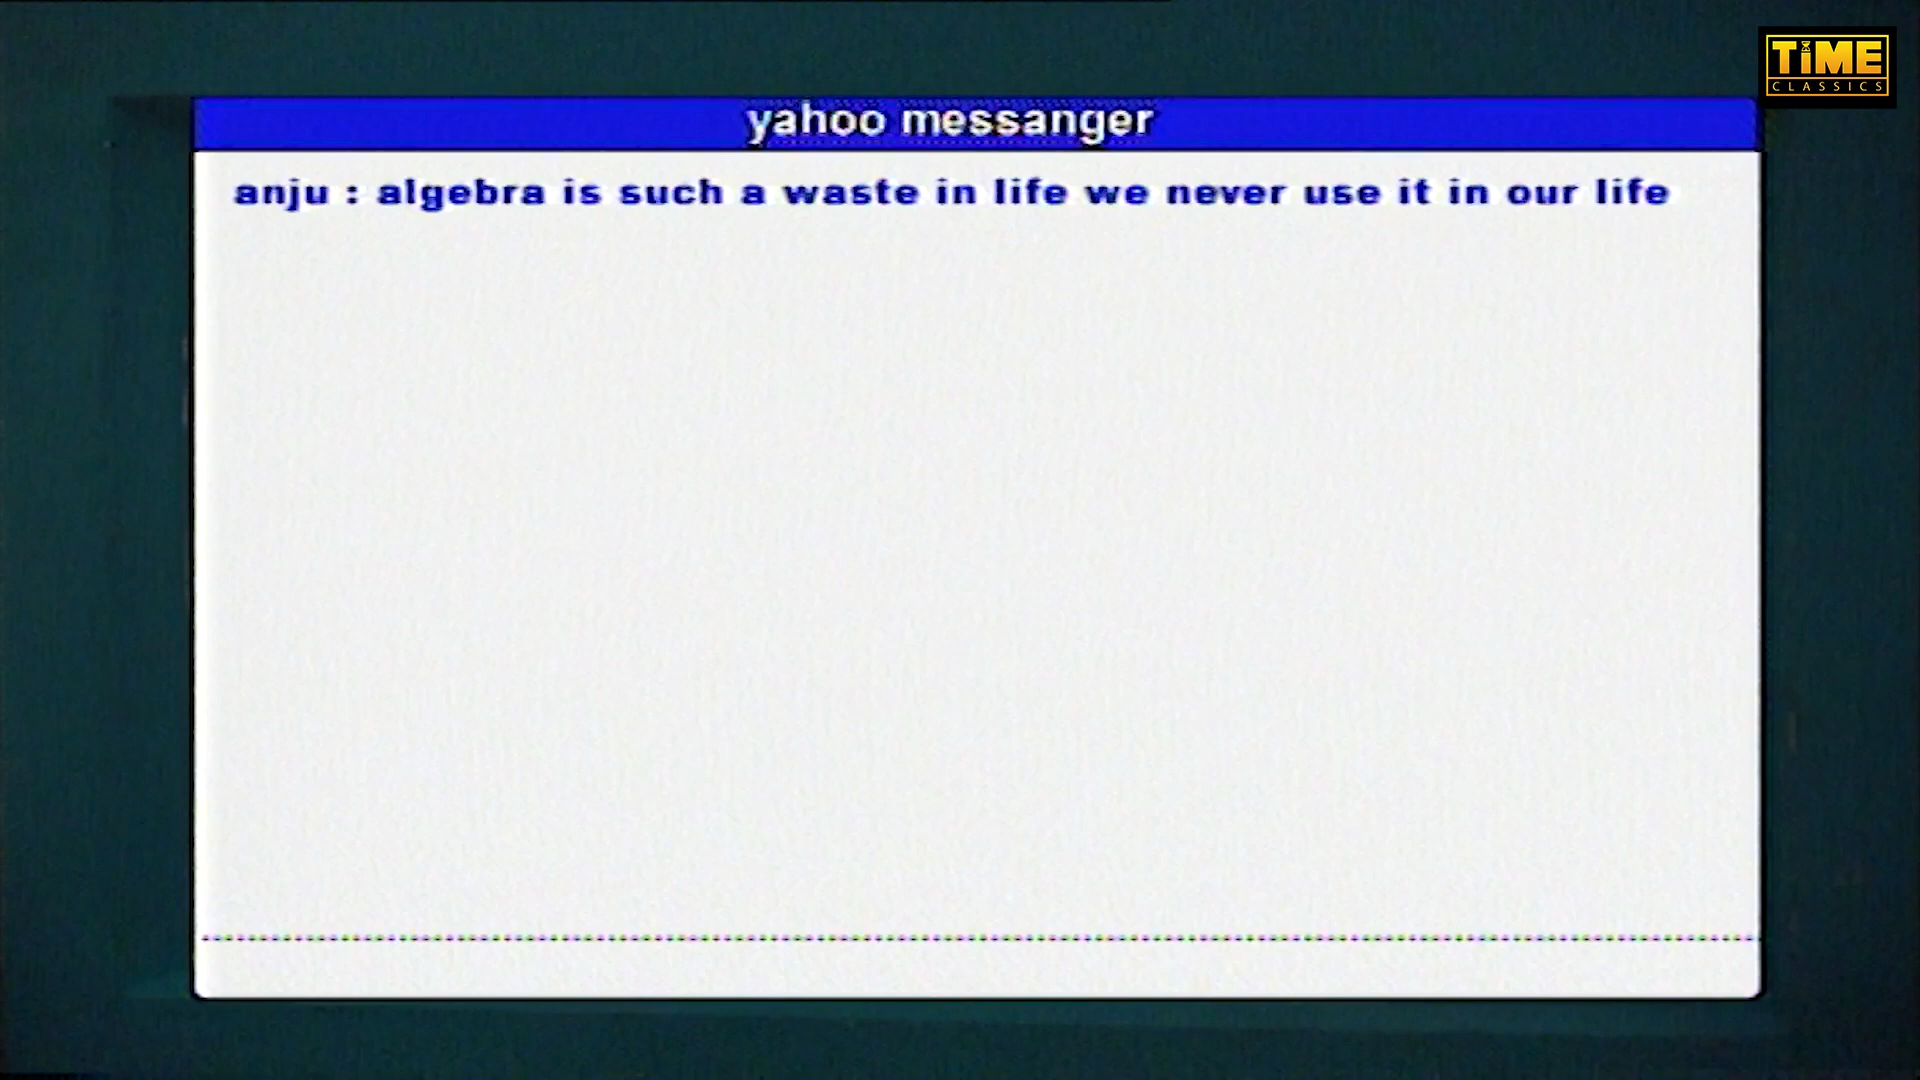 TiME
CLASSICS
yahoo messanger
anju : algebra is such a waste in life we never use it in our life